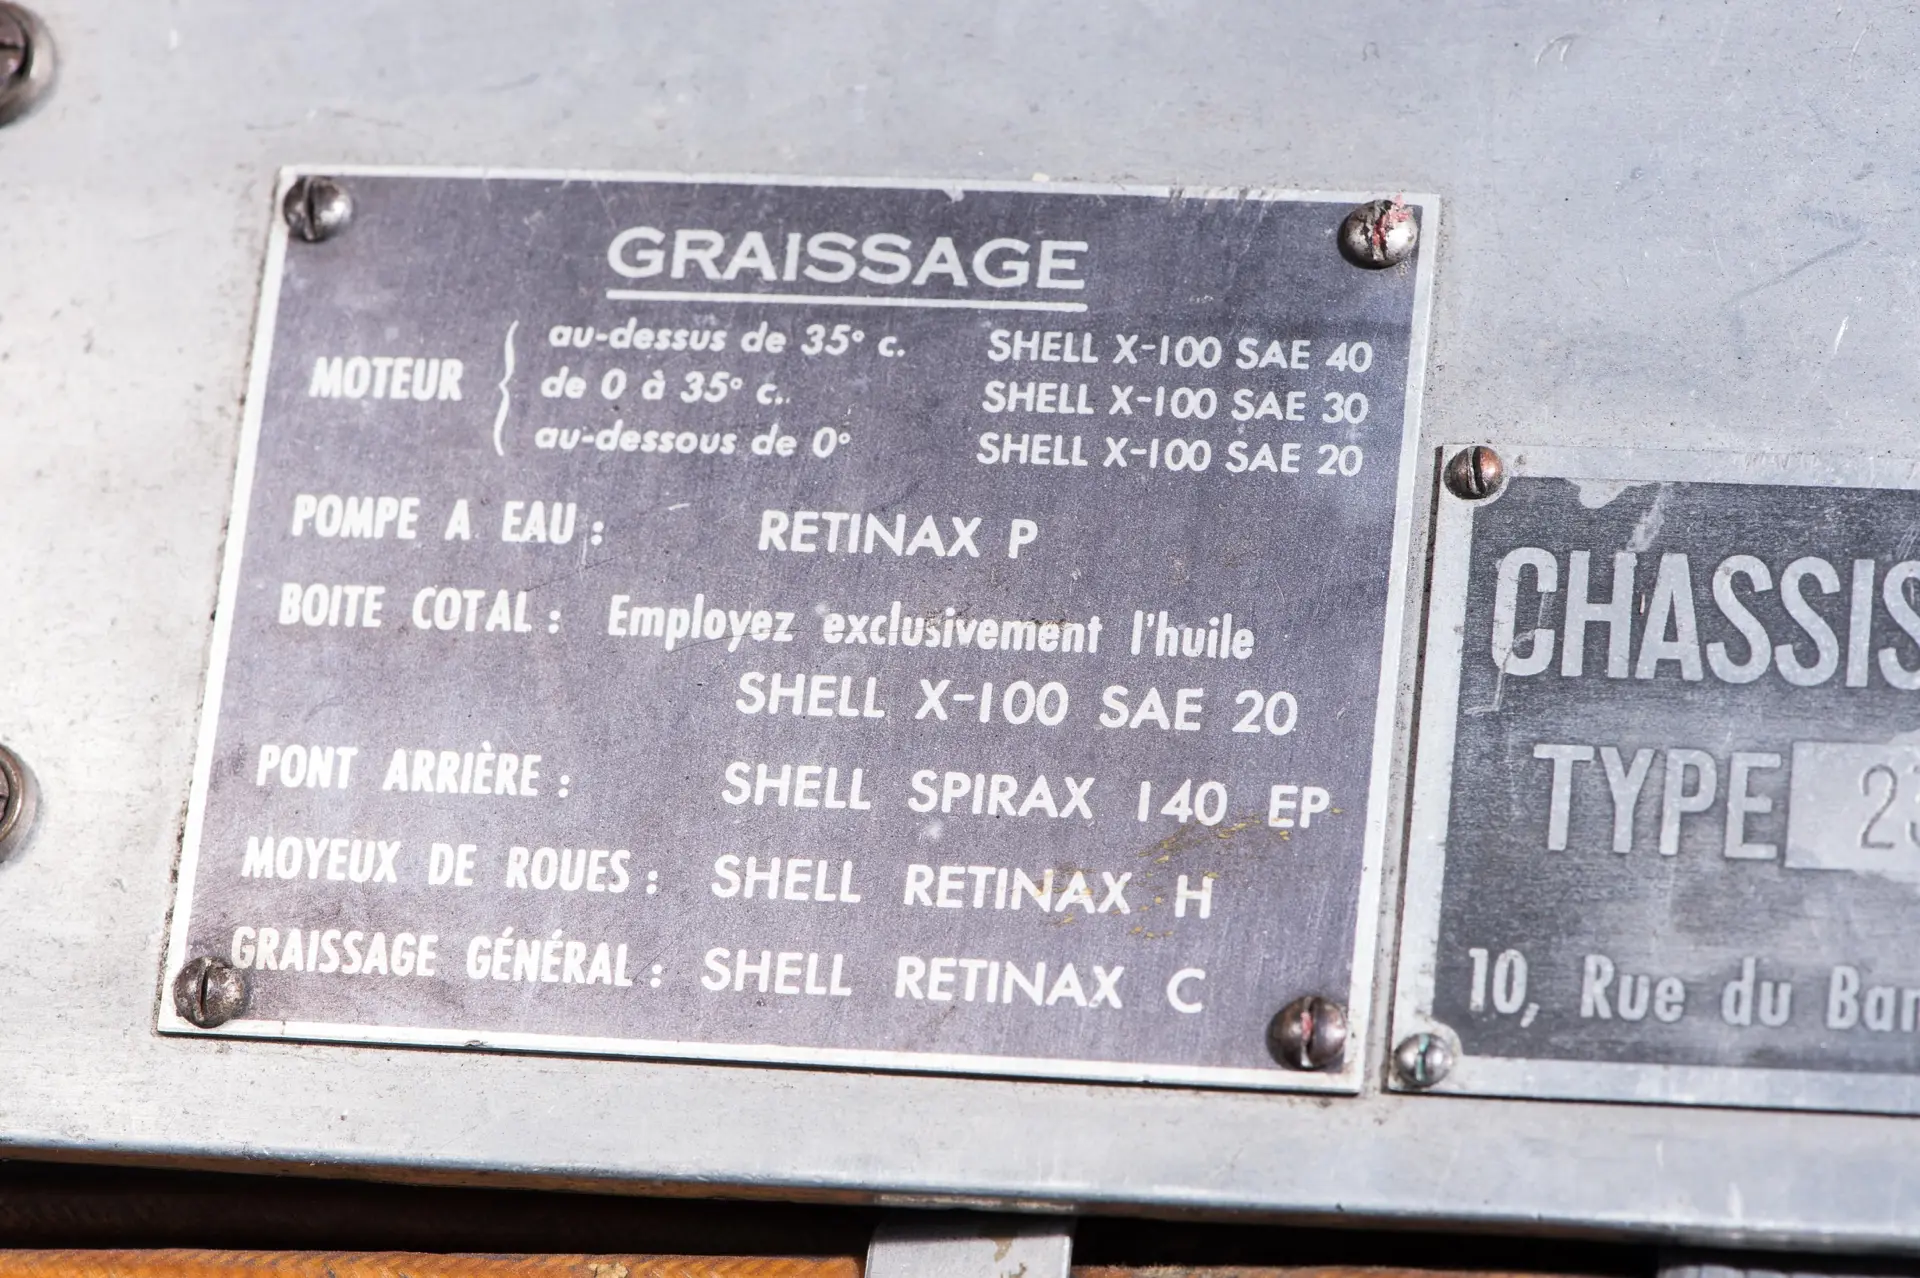 GRAISSAGE
MOTEUR
au-dessus de 35° c. SHELL X-100 SAE 40
de 0 à 35° c.. SHELL X-100 SAE 30
au-dessous de 0° SHELL X-100 SAE 20
POMPE A EAU : RETINAX P
BOITE COTAL : Employez exclusivement l'huile
SHELL X-100 SAE 20
PONT ARRIÈRE : SHELL SPIRAX 140 EP
MOYEUX DE ROUES : SHELL RETINAX H
GRAISSAGE GÉNÉRAL : SHELL RETINAX C
CHASSIS
TYPE
10, Rue du